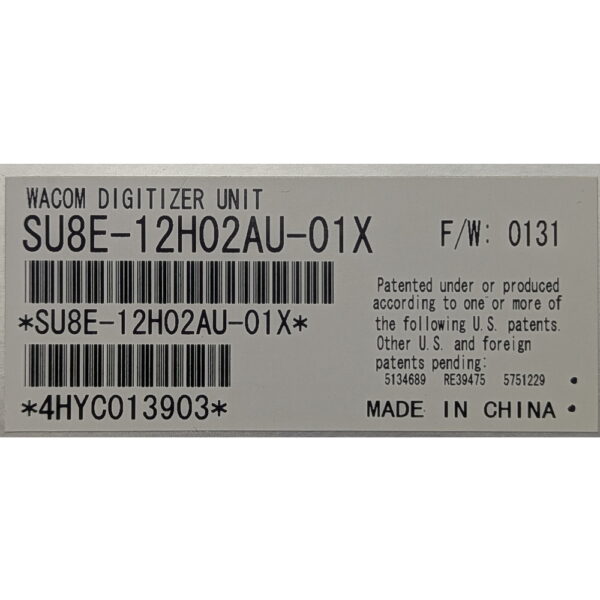 WACOM DIGITIZER UNIT
SU8E-12H02AU-01X
F/W: 0131
*SU8E-12H02AU-01X*
*4HYC013903*
Patented under or produced
according to one or more of
the following U.S. patents.
Other U.S. and foreign
patents pending:
5134689 RE39475 5751229
MADE IN CHINA